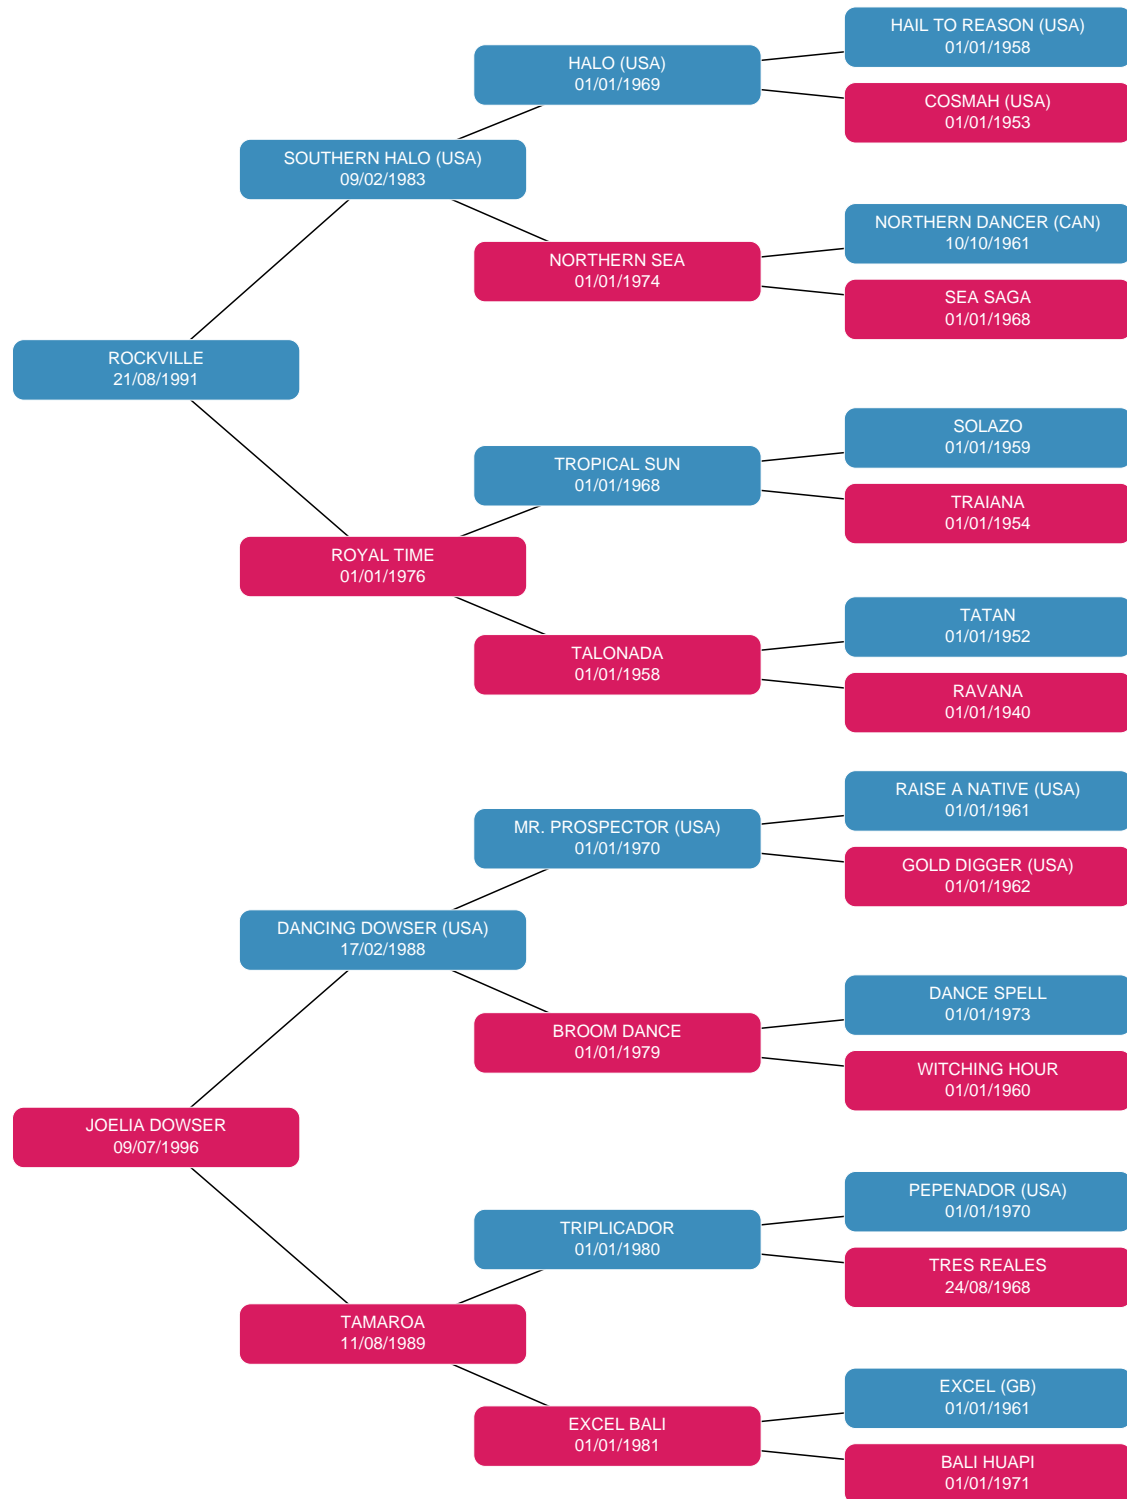 HAIL TO REASON (USA)
01/01/1958
HALO (USA)
01/01/1969
COSMAH (USA)
01/01/1953
SOUTHERN HALO (USA)
09/02/1983
NORTHERN DANCER (CAN)
10/10/1961
NORTHERN SEA
01/01/1974
SEA SAGA
01/01/1968
ROCKVILLE
21/08/1991
SOLAZO
01/01/1959
TROPICAL SUN
01/01/1968
TRAIANA
01/01/1954
ROYAL TIME
01/01/1976
TATAN
01/01/1952
TALONADA
01/01/1958
RAVANA
01/01/1940
RAISE A NATIVE (USA)
01/01/1961
MR. PROSPECTOR (USA)
01/01/1970
GOLD DIGGER (USA)
01/01/1962
DANCING DOWSER (USA)
17/02/1988
DANCE SPELL
01/01/1973
BROOM DANCE
01/01/1979
WITCHING HOUR
01/01/1960
JOELIA DOWSER
09/07/1996
PEPENADOR (USA)
01/01/1970
TRIPLICADOR
01/01/1980
TRES REALES
24/08/1968
TAMAROA
11/08/1989
EXCEL (GB)
01/01/1961
EXCEL BALI
01/01/1981
BALI HUAPI
01/01/1971